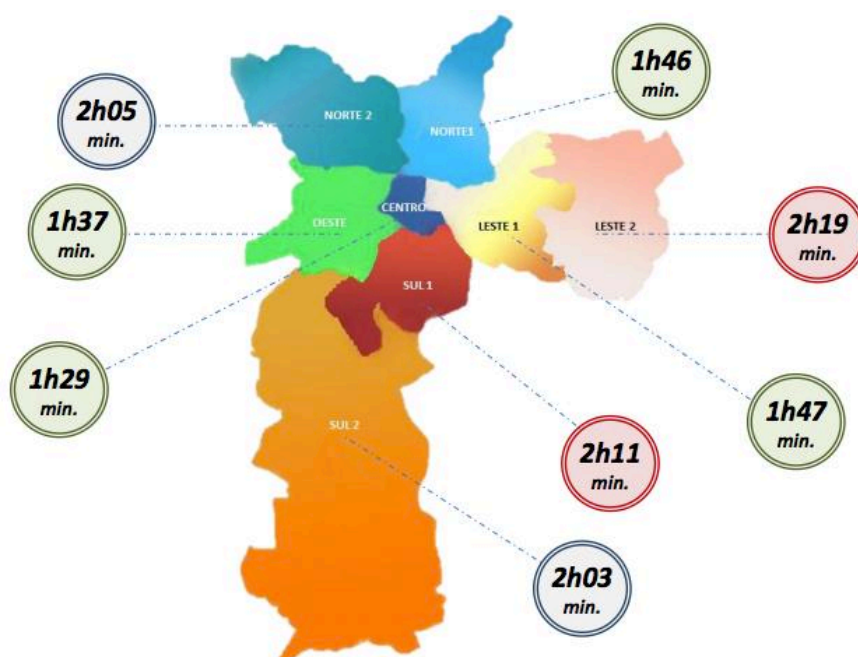 1h46
min.
2h05
min.
NORTE 2
NORTE1
1h37
min.
CENTRO
OESTE
LESTE 1
LESTE 2
2h19
min.
SUL 1
1h29
min.
1h47
min.
SUL 2
2h11
min.
2h03
min.